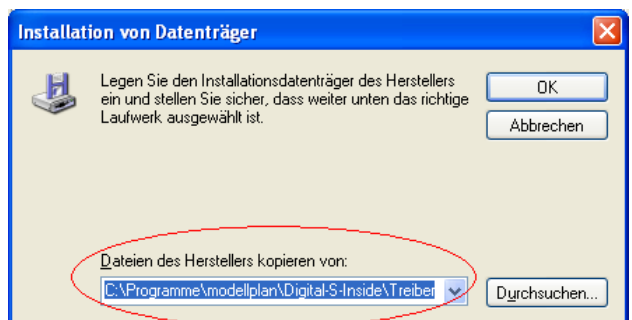 Installation von Datenträger
Legen Sie den Installationsdatenträger des Herstellers
ein und stellen Sie sicher, dass weiter unten das richtige
Laufwerk ausgewählt ist.
OK
Abbrechen
Dateien des Herstellers kopieren von:
C:\Programme\modellplan\Digital-S-Inside\Treiber
Durchsuchen...